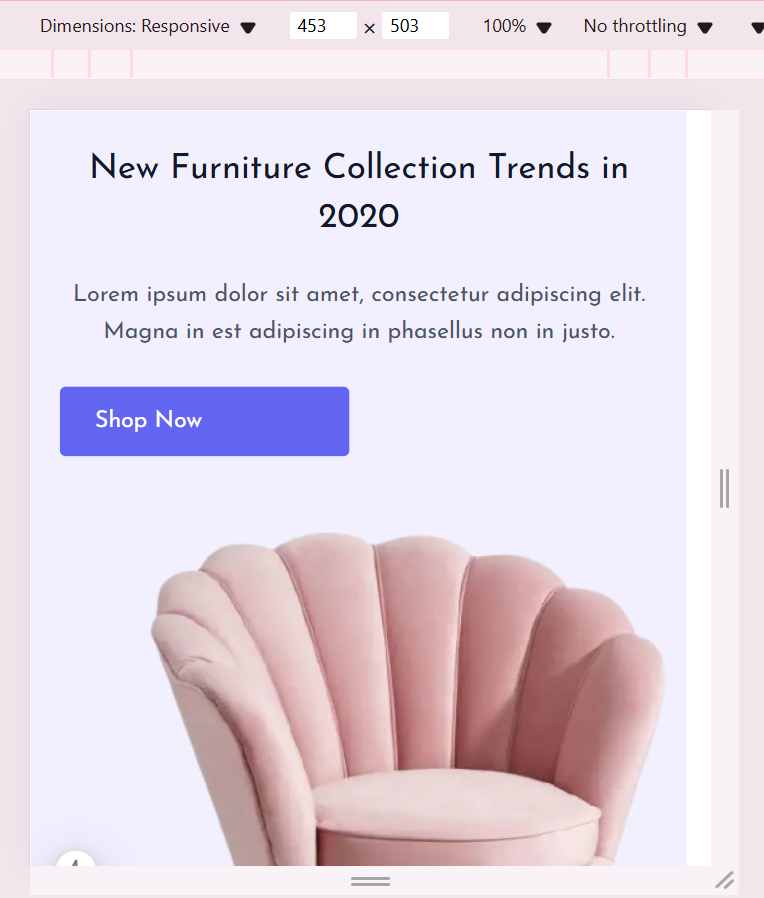 Dimensions: Responsive 453 × 503 100% No throttling
New Furniture Collection Trends in
2020
Lorem ipsum dolor sit amet, consectetur adipiscing elit.
Magna in est adipiscing in phasellus non in justo.
Shop Now